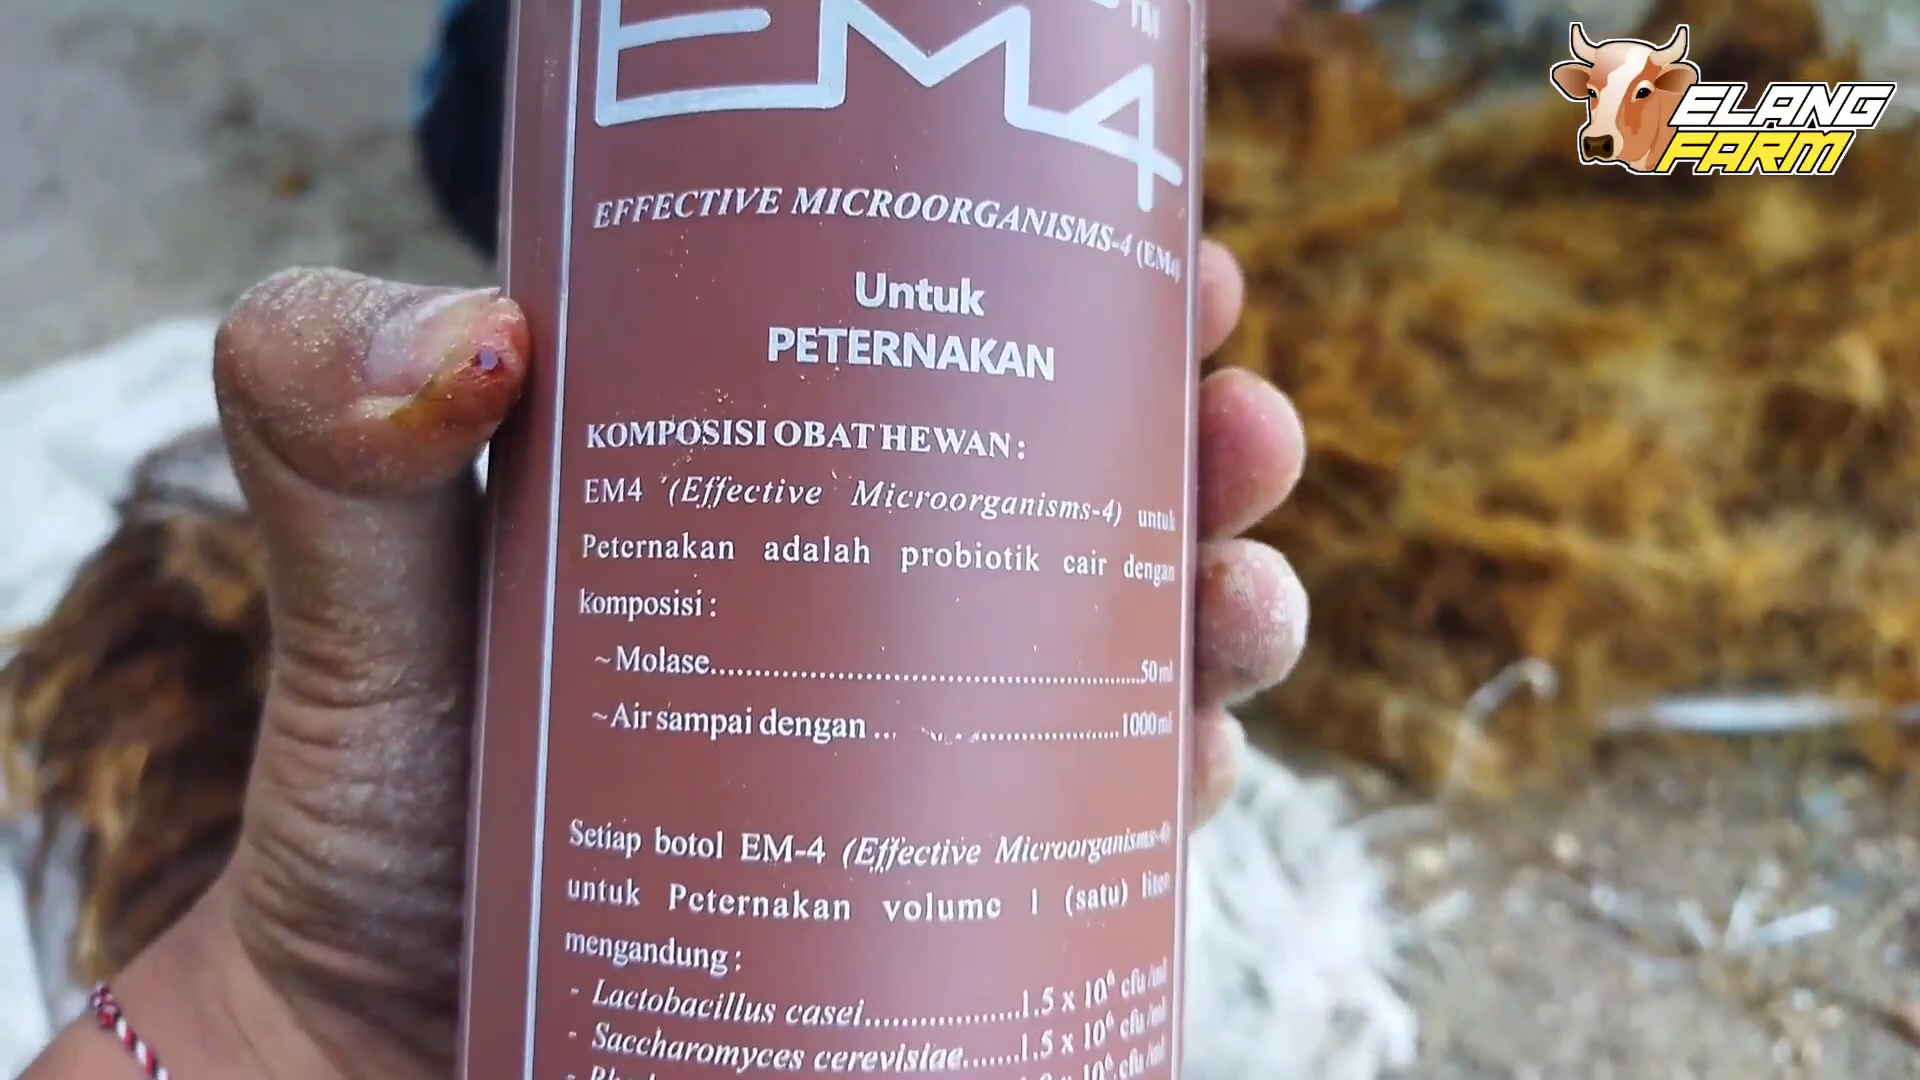 EM4
TM
ELANG
FARM
EFFECTIVE MICROORGANISMS-4 (EM4)
Untuk
PETERNAKAN
KOMPOSISI OBAT HEWAN :
EM4 (Effective Microorganisms-4) untuk
Peternakan adalah probiotik cair dengan
komposisi :
~ Molase..........................................................50 ml
~ Air sampai dengan .......................................1000 ml
Setiap botol EM-4 (Effective Microorganisms-4)
untuk Peternakan volume 1 (satu) liter
mengandung :
- Lactobacillus casei...................1.5 x 10⁶ cfu/ml
- Saccharomyces cerevisiae.......1.5 x 10⁶ cfu/ml